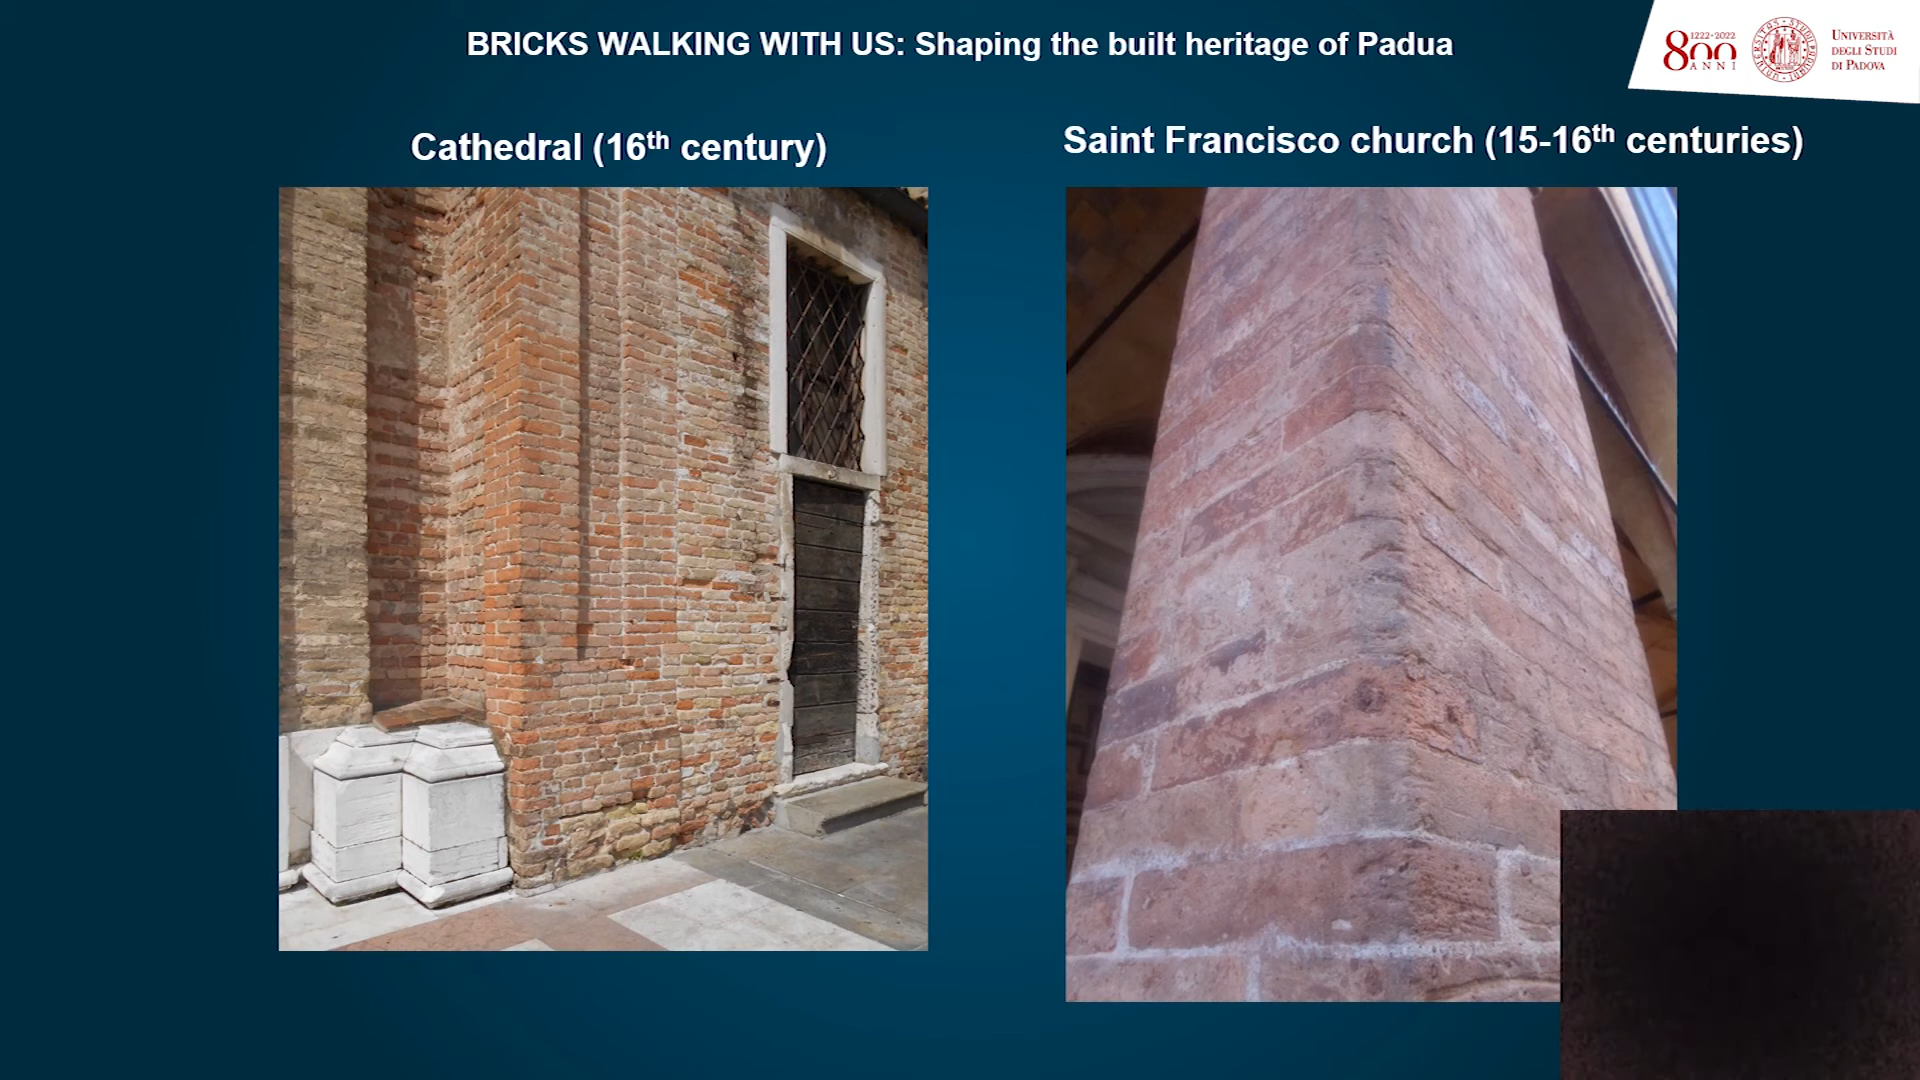 BRICKS WALKING WITH US: Shaping the built heritage of Padua
1222·2022
800
ANNI
UNIVERSITÀ
DEGLI STUDI
DI PADOVA
Cathedral (16th century)
Saint Francisco church (15-16th centuries)